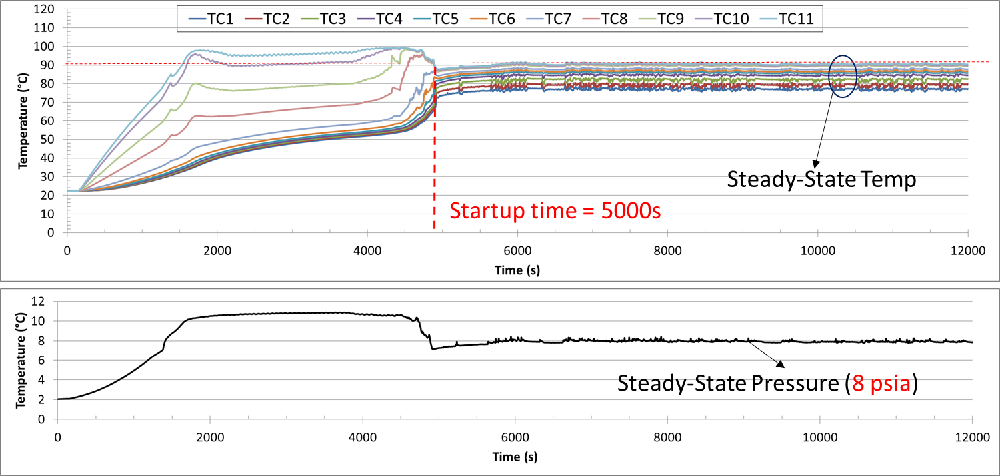 TC1 TC2 TC3 TC4 TC5 TC6 TC7 TC8 TC9 TC10 TC11
120
110
100
90
80
70
60
50
40
30
20
10
0
Temperature (°C)
Steady-State Temp
Startup time = 5000s
0 2000 4000 6000 8000 10000 12000
Time (s)
12
10
8
6
4
2
0
Temperature (°C)
Steady-State Pressure (8 psia)
0 2000 4000 6000 8000 10000 12000
Time (s)